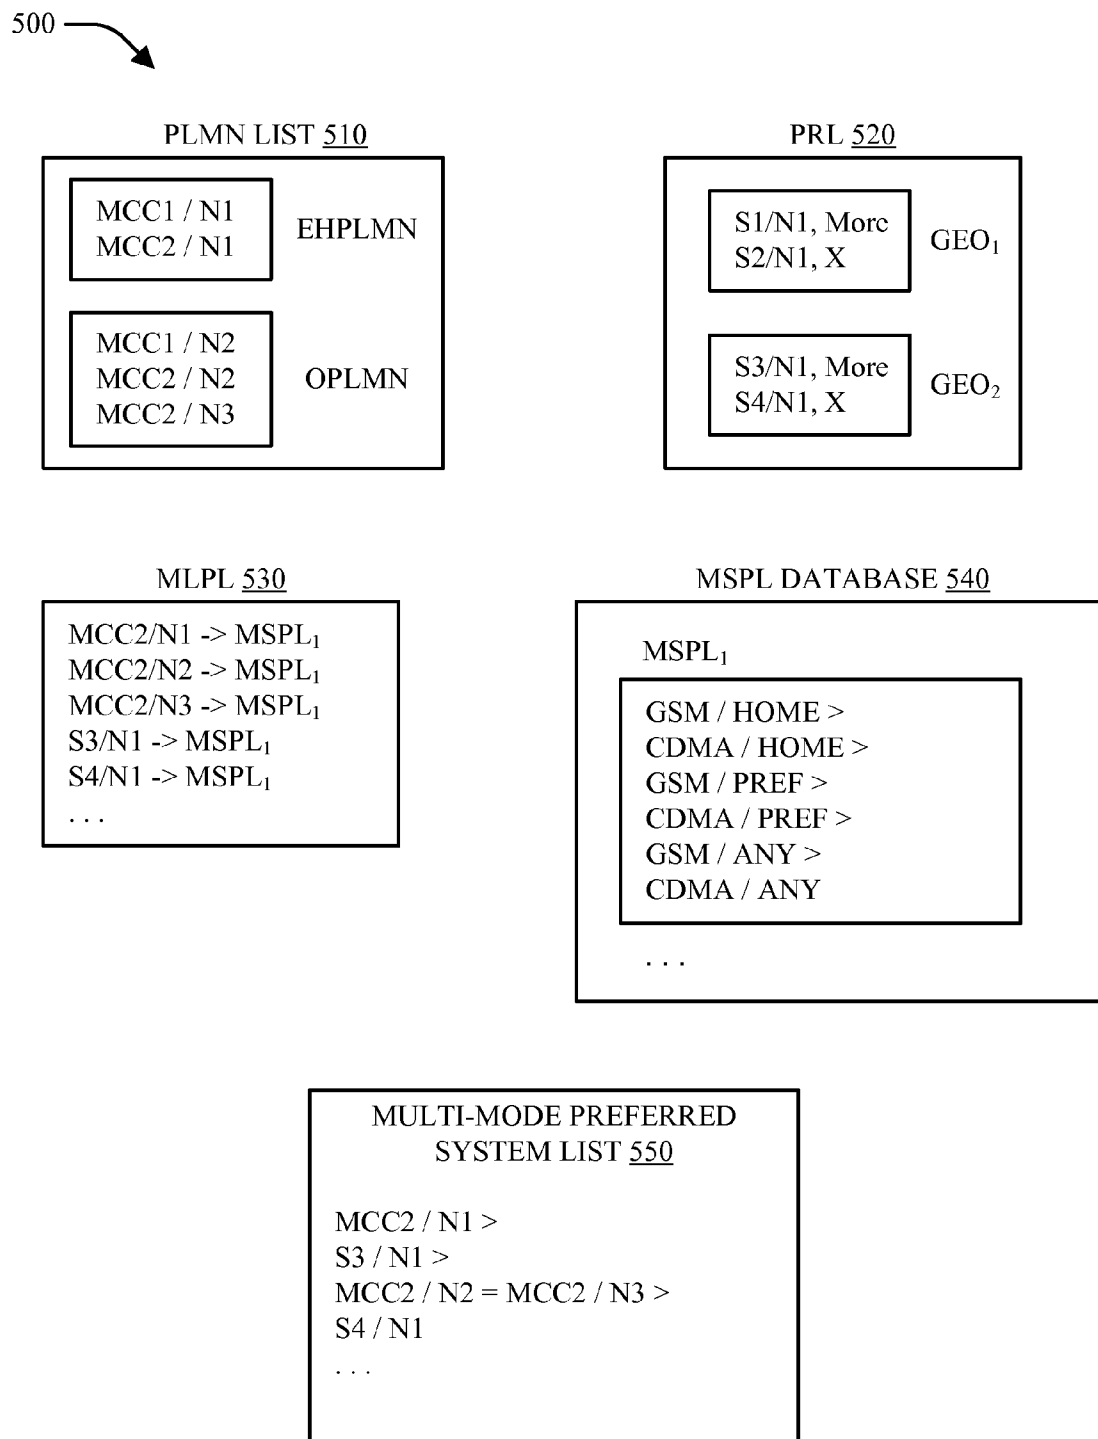 500
PLMN LIST 510
MCC1 / N1
MCC2 / N1
EHPLMN
MCC1 / N2
MCC2 / N2
MCC2 / N3
OPLMN
PRL 520
S1/N1, More
S2/N1, X
GEO₁
S3/N1, More
S4/N1, X
GEO₂
MLPL 530
MCC2/N1 -> MSPL₁
MCC2/N2 -> MSPL₁
MCC2/N3 -> MSPL₁
S3/N1 -> MSPL₁
S4/N1 -> MSPL₁
. . .
MSPL DATABASE 540
MSPL₁
GSM / HOME >
CDMA / HOME >
GSM / PREF >
CDMA / PREF >
GSM / ANY >
CDMA / ANY
. . .
MULTI-MODE PREFERRED
SYSTEM LIST 550
MCC2 / N1 >
S3 / N1 >
MCC2 / N2 = MCC2 / N3 >
S4 / N1
. . .